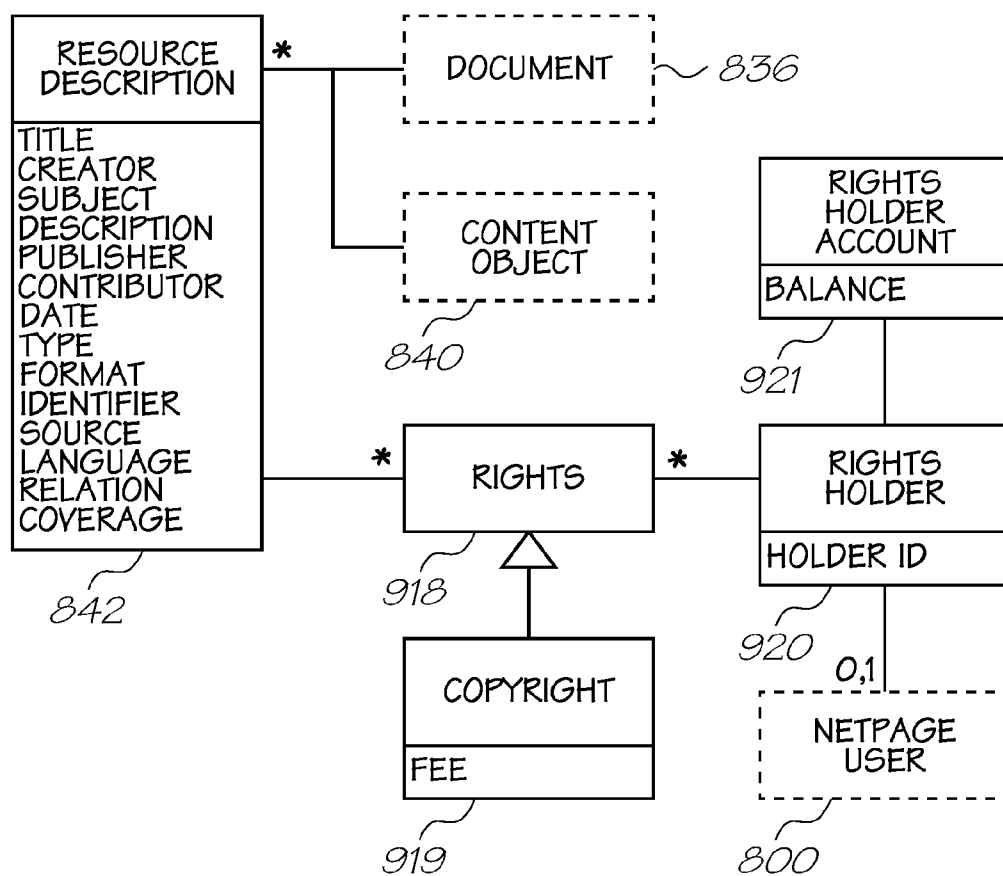 RESOURCE
DESCRIPTION
*
TITLE
CREATOR
SUBJECT
DESCRIPTION
PUBLISHER
CONTRIBUTOR
DATE
TYPE
FORMAT
IDENTIFIER
SOURCE
LANGUAGE
RELATION
COVERAGE
842
DOCUMENT
836
CONTENT
OBJECT
840
RIGHTS
HOLDER
ACCOUNT
BALANCE
921
*
RIGHTS
*
918
RIGHTS
HOLDER
HOLDER ID
920
COPYRIGHT
FEE
919
0,1
NETPAGE
USER
800